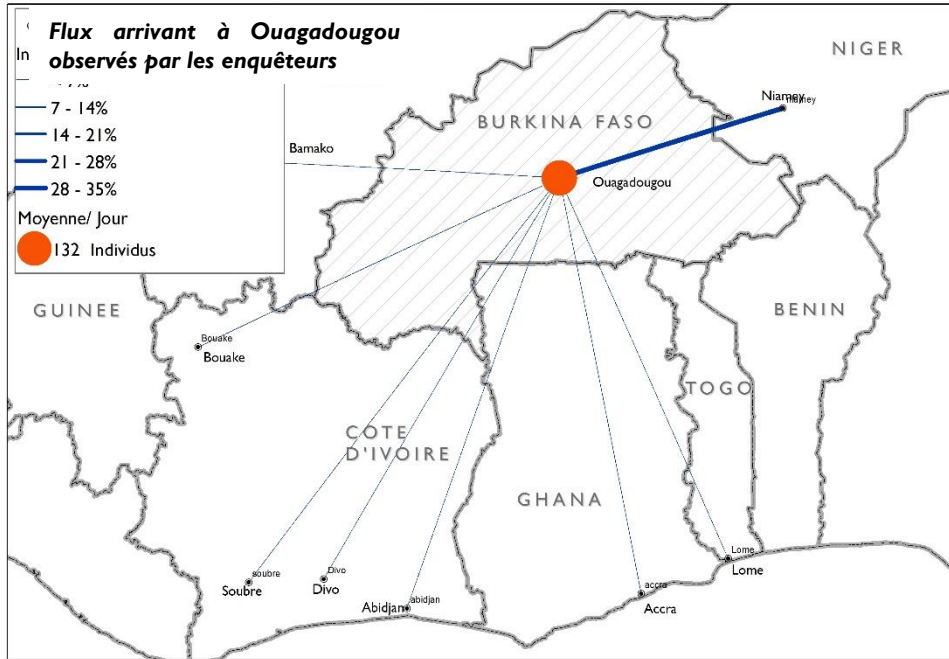 Flux arrivant à Ouagadougou
observés par les enquêteurs
In
7 - 14%
14 - 21%
21 - 28%
28 - 35%
Moyenne/ Jour
132 Individus
NIGER
Niamey
niamey
BURKINA FASO
Bamako
Ouagadougou
GUINEE
BENIN
Bouake
Bouake
TOGO
COTE
D'IVOIRE
GHANA
soubre
Soubre
Divo
Divo
abidjan
Abidjan
accra
Accra
Lome
Lome